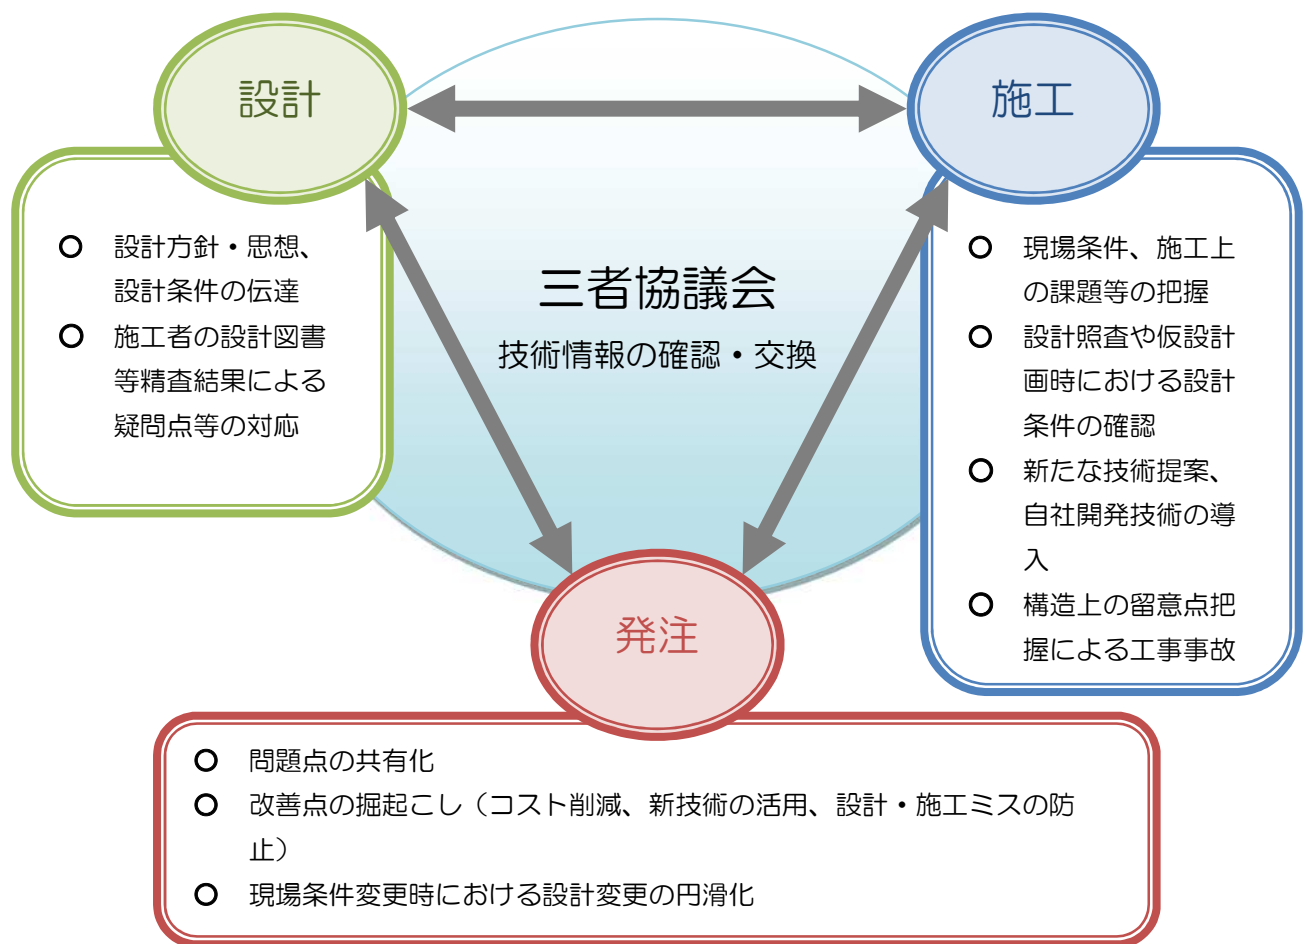 設計
施工
○ 設計方針・思想、
設計条件の伝達
○ 施工者の設計図書
等精査結果による
疑問点等の対応
三者協議会
技術情報の確認・交換
○ 現場条件、施工上
の課題等の把握
○ 設計照査や仮設計
画時における設計
条件の確認
○ 新たな技術提案、
自社開発技術の導
入
○ 構造上の留意点把
握による工事事故
発注
○ 問題点の共有化
○ 改善点の掘起こし（コスト削減、新技術の活用、設計・施工ミスの防
止）
○ 現場条件変更時における設計変更の円滑化